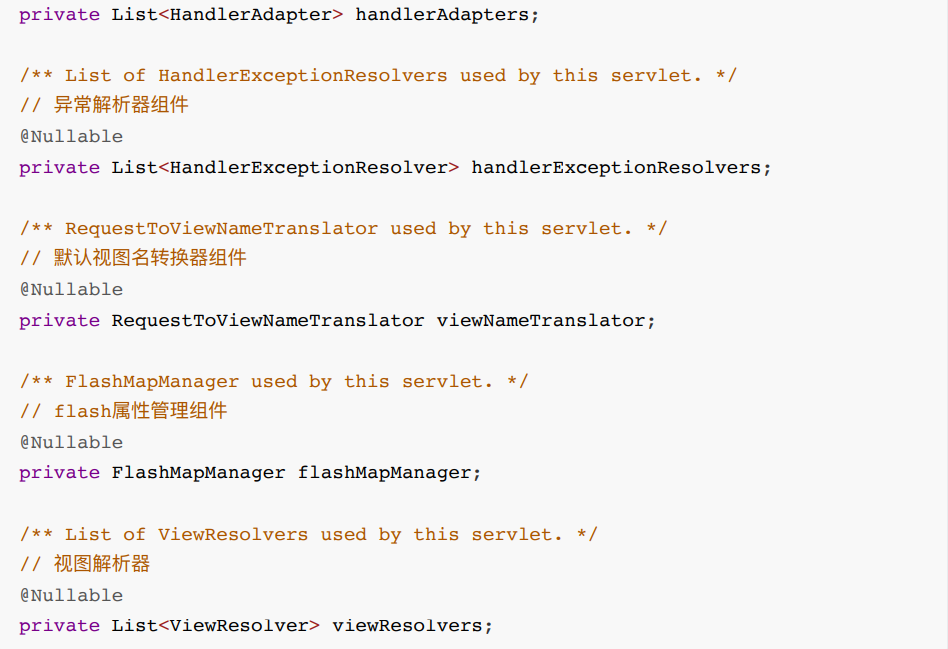 private List<HandlerAdapter> handlerAdapters;
/** List of HandlerExceptionResolvers used by this servlet. */
// 异常解析器组件
@Nullable
private List<HandlerExceptionResolver> handlerExceptionResolvers;
/** RequestToViewNameTranslator used by this servlet. */
// 默认视图名转换器组件
@Nullable
private RequestToViewNameTranslator viewNameTranslator;
/** FlashMapManager used by this servlet. */
// flash属性管理组件
@Nullable
private FlashMapManager flashMapManager;
/** List of ViewResolvers used by this servlet. */
// 视图解析器
@Nullable
private List<ViewResolver> viewResolvers;